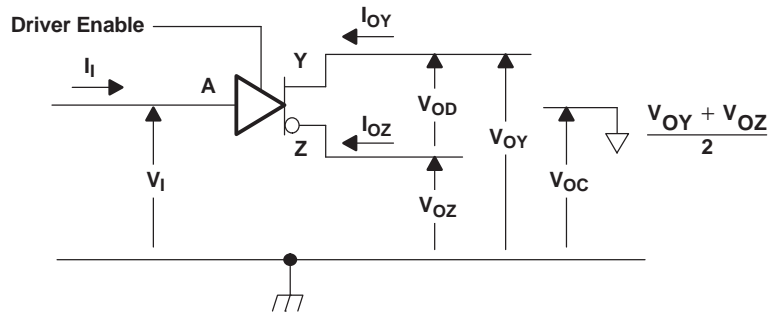 Driver Enable
I_I
A
Y
Z
I_OY
I_OZ
V_I
V_OD
V_OY
V_OZ
V_OC
V_OY + V_OZ
2